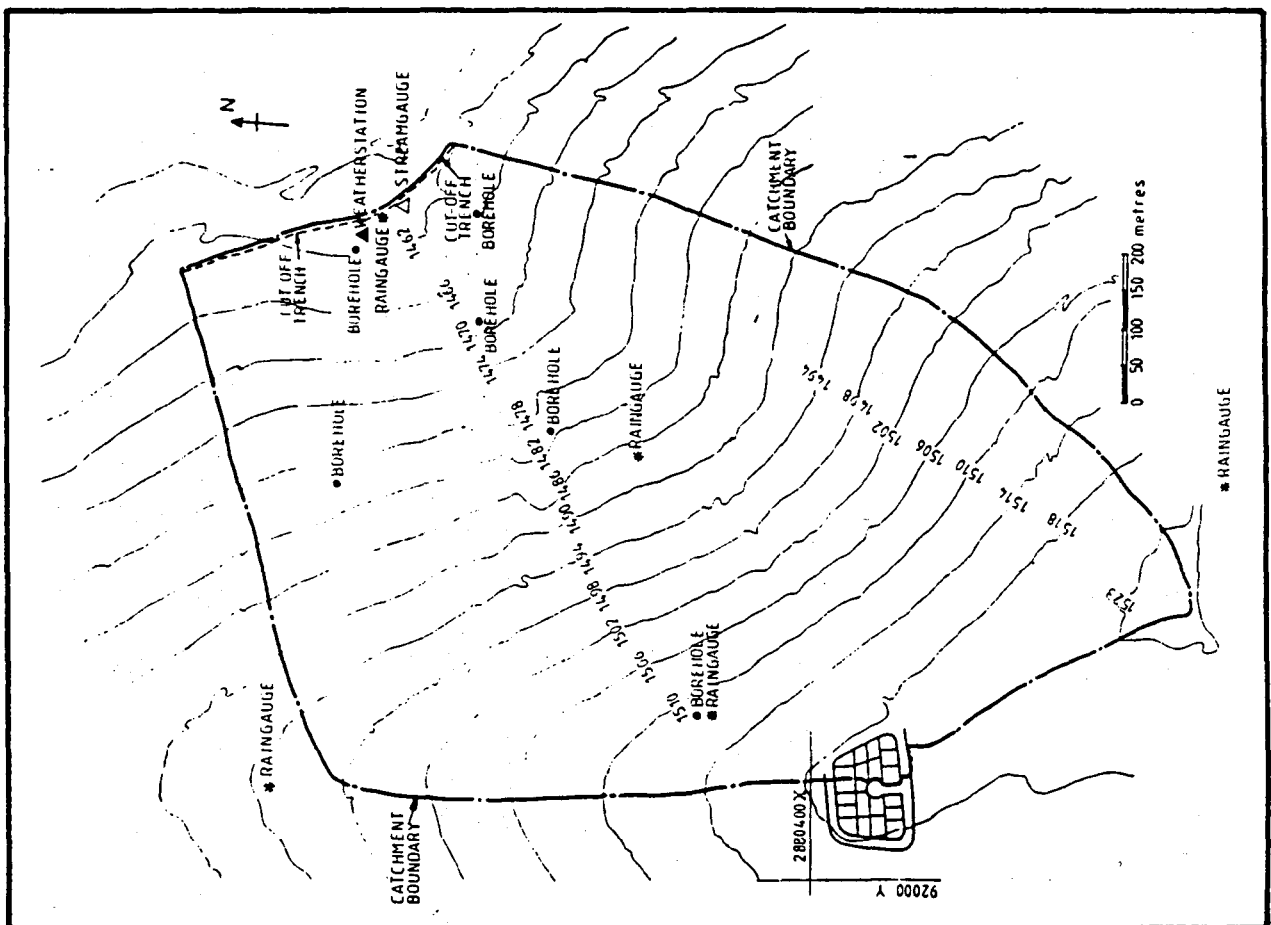 N
WEATHERSTATION
STREAMGAUGE
CUT OFF
TRENCH
BOREHOLE
RAINGAUGE
1462
CUT-OFF
TRENCH
BOREHOLE
1466
1470
1474
BOREHOLE
1478
1482
1486
1490
1494
1498
1502
1506
1510
BOREHOLE
BOREHOLE
RAINGAUGE
CATCHMENT
BOUNDARY
1494
1498
1502
1506
1510
1514
1518
1523
0 50 100 150 200 metres
RAINGAUGE
RAINGAUGE
BOREHOLE
RAINGAUGE
CATCHMENT
BOUNDARY
2880400 X
92000 Y